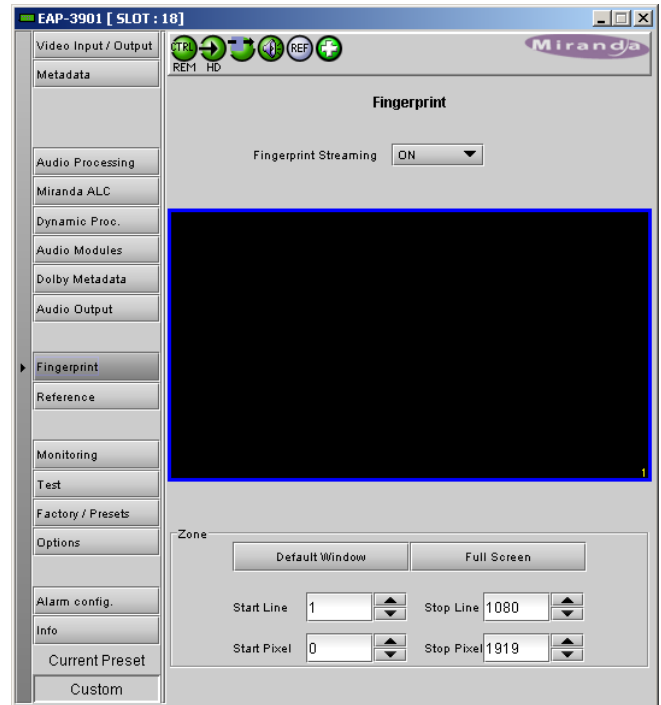 EAP-3901 [ SLOT : 18]
Video Input / Output
Metadata
Audio Processing
Miranda ALC
Dynamic Proc.
Audio Modules
Dolby Metadata
Audio Output
Fingerprint
Reference
Monitoring
Test
Factory / Presets
Options
Alarm config.
Info
Current Preset
Custom
CTRL
REF
REM HD
Miranda
Fingerprint
Fingerprint Streaming ON
1
Zone
Default Window Full Screen
Start Line 1 Stop Line 1080
Start Pixel 0 Stop Pixel 1919